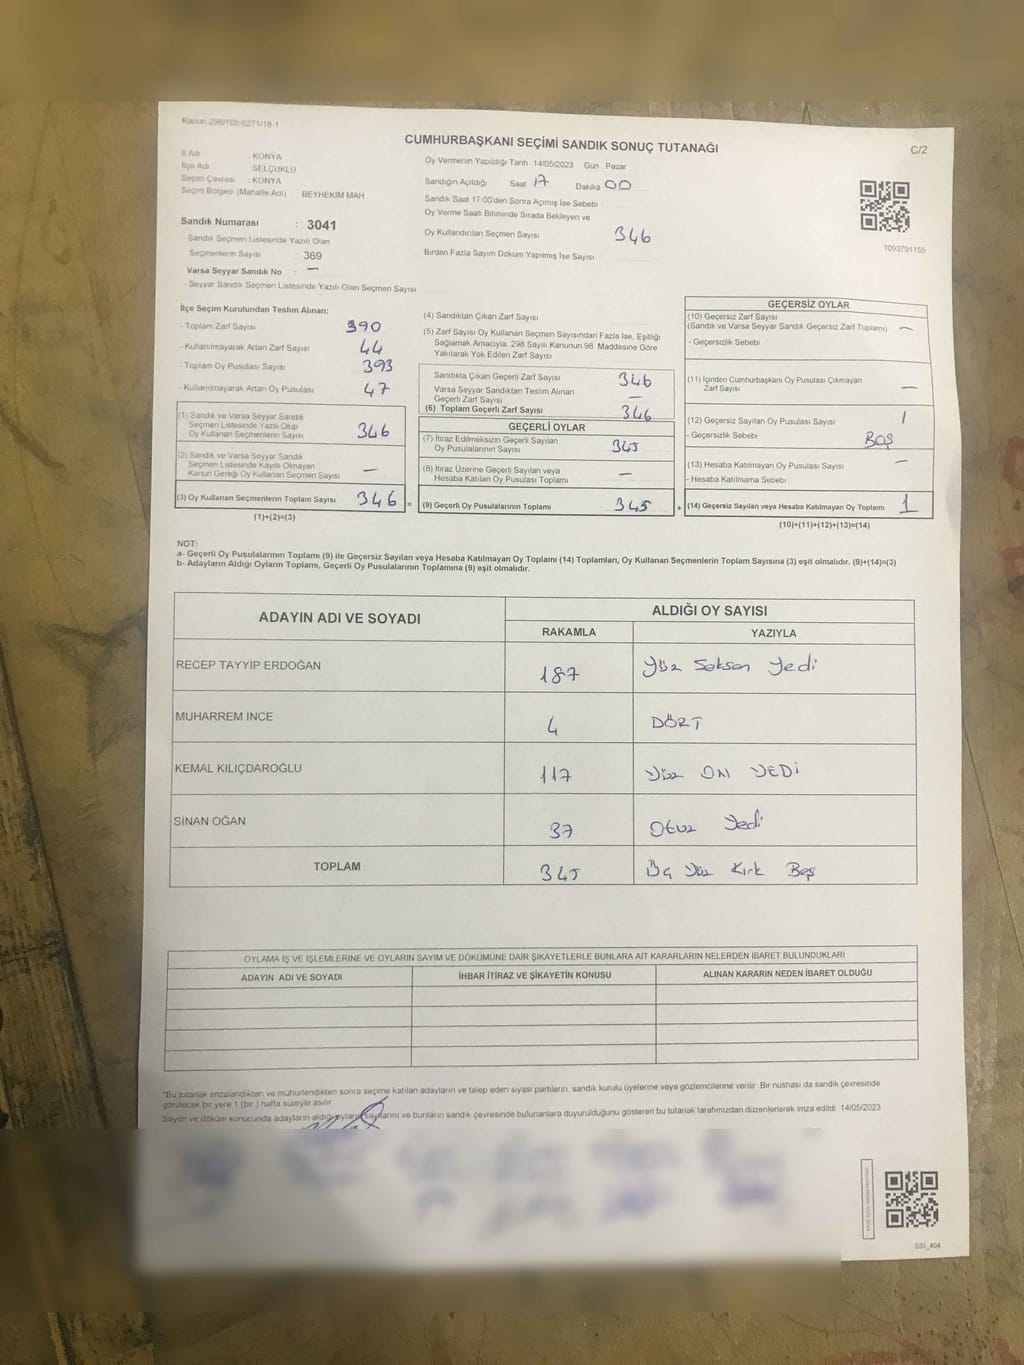 Kanun 298/105-6271/18-1
CUMHURBAŞKANI SEÇİMİ SANDIK SONUÇ TUTANAĞI
C/2
İl Adı KONYA
İlçe Adı SELÇUKLU
Seçim Çevresi : KONYA
Seçim Bölgesi (Mahalle Adı) BEYHEKİM MAH
Sandık Numarası : 3041
- Sandık Seçmen Listesinde Yazılı Olan
Seçmenlerin Sayısı : 369
Varsa Seyyar Sandık No : —
- Seyyar Sandık Seçmen Listesinde Yazılı Olan Seçmen Sayısı
Oy Vermenin Yapıldığı Tarih 14/05/2023 Gün : Pazar
Sandığın Açıldığı Saat 17 Dakika 00
Sandık Saat 17:00'den Sonra Açımış İse Sebebi
Oy Verme Saati Bitiminde Sırada Bekleyen ve
Oy Kullandırılan Seçmen Sayısı 346
Birden Fazla Sayım Döküm Yapılmış İse Sayısı
1093791155
İlçe Seçim Kurulundan Teslim Alınan;
- Toplam Zarf Sayısı 390
- Kullanılmayarak Artan Zarf Sayısı 44
- Toplam Oy Pusulası Sayısı 393
- Kullanılmayarak Artan Oy Pusulası 47
(1) Sandık ve Varsa Seyyar Sandık
Seçmen Listesinde Yazılı Olup
Oy Kullanan Seçmenlerin Sayısı 346
(2) Sandık ve Varsa Seyyar Sandık
Seçmen Listesinde Kayıtlı Olmayan
Kanun Gereği Oy Kullanan Seçmen Sayısı —
(3) Oy Kullanan Seçmenlerin Toplam Sayısı 346 =
(1)+(2)=(3)
(4) Sandıktan Çıkan Zarf Sayısı
(5) Zarf Sayısı Oy Kullanan Seçmen Sayısından Fazla İse, Eşitliği
Sağlamak Amacıyla, 298 Sayılı Kanunun 98. Maddesine Göre
Yakılarak Yok Edilen Zarf Sayısı
Sandıkta Çıkan Geçerli Zarf Sayısı 346
Varsa Seyyar Sandıktan Teslim Alınan
Geçerli Zarf Sayısı —
(6) Toplam Geçerli Zarf Sayısı 346
GEÇERLİ OYLAR
(7) İtiraz Edilmeksizin Geçerli Sayılan
Oy Pusulalarının Sayısı 345
(8) İtiraz Üzerine Geçerli Sayılan veya
Hesaba Katılan Oy Pusulası Toplamı —
(9) Geçerli Oy Pusulalarının Toplamı 345 +
GEÇERSİZ OYLAR
(10) Geçersiz Zarf Sayısı
(Sandık ve Varsa Seyyar Sandık Geçersiz Zarf Toplamı) —
- Geçersizlik Sebebi
(11) İçinden Cumhurbaşkanı Oy Pusulası Çıkmayan
Zarf Sayısı —
(12) Geçersiz Sayılan Oy Pusulası Sayısı 1
- Geçersizlik Sebebi BOŞ
(13) Hesaba Katılmayan Oy Pusulası Sayısı —
- Hesaba Katılmama Sebebi
(14) Geçersiz Sayılan veya Hesaba Katılmayan Oy Toplamı 1
(10)+(11)+(12)+(13)=(14)
NOT:
a- Geçerli Oy Pusulalarının Toplamı (9) ile Geçersiz Sayılan veya Hesaba Katılmayan Oy Toplamı (14) Toplamları, Oy Kullanan Seçmenlerin Toplam Sayısına (3) eşit olmalıdır. (9)+(14)=(3)
b- Adayların Aldığı Oyların Toplamı, Geçerli Oy Pusulalarının Toplamına (9) eşit olmalıdır.
ADAYIN ADI VE SOYADI
ALDIĞI OY SAYISI
RAKAMLA YAZIYLA
RECEP TAYYİP ERDOĞAN 187 Yüz Seksen Yedi
MUHARREM İNCE 4 DÖRT
KEMAL KILIÇDAROĞLU 117 Yüz ON YEDİ
SİNAN OĞAN 37 Otuz Yedi
TOPLAM 345 Üç Yüz Kırk Beş
OYLAMA İŞ VE İŞLEMLERİNE VE OYLARIN SAYIM VE DÖKÜMÜNE DAİR ŞİKAYETLERLE BUNLARA AİT KARARLARIN NELERDEN İBARET BULUNDUKLARI
ADAYIN ADI VE SOYADI İHBAR İTİRAZ VE ŞİKAYETİN KONUSU ALINAN KARARIN NEDEN İBARET OLDUĞU
*Bu tutanak imzalandıktan ve mühürlendikten sonra seçime katılan adayların ve talep eden siyasi partilerin sandık kurulu üyelerine veya gözlemcilerine verilir. Bir nushası da sandık çevresinde
görülecek bir yere 1 (bir ) hafta süreyle asılır.
Sayım ve döküm sonucunda adayların aldığı oyların sayılarını ve bunların sandık çevresinde bulunanlara duyurulduğunu gösteren bu tutanak tarafımızdan düzenlenerek imza edildi. 14/05/2023
SSI_404